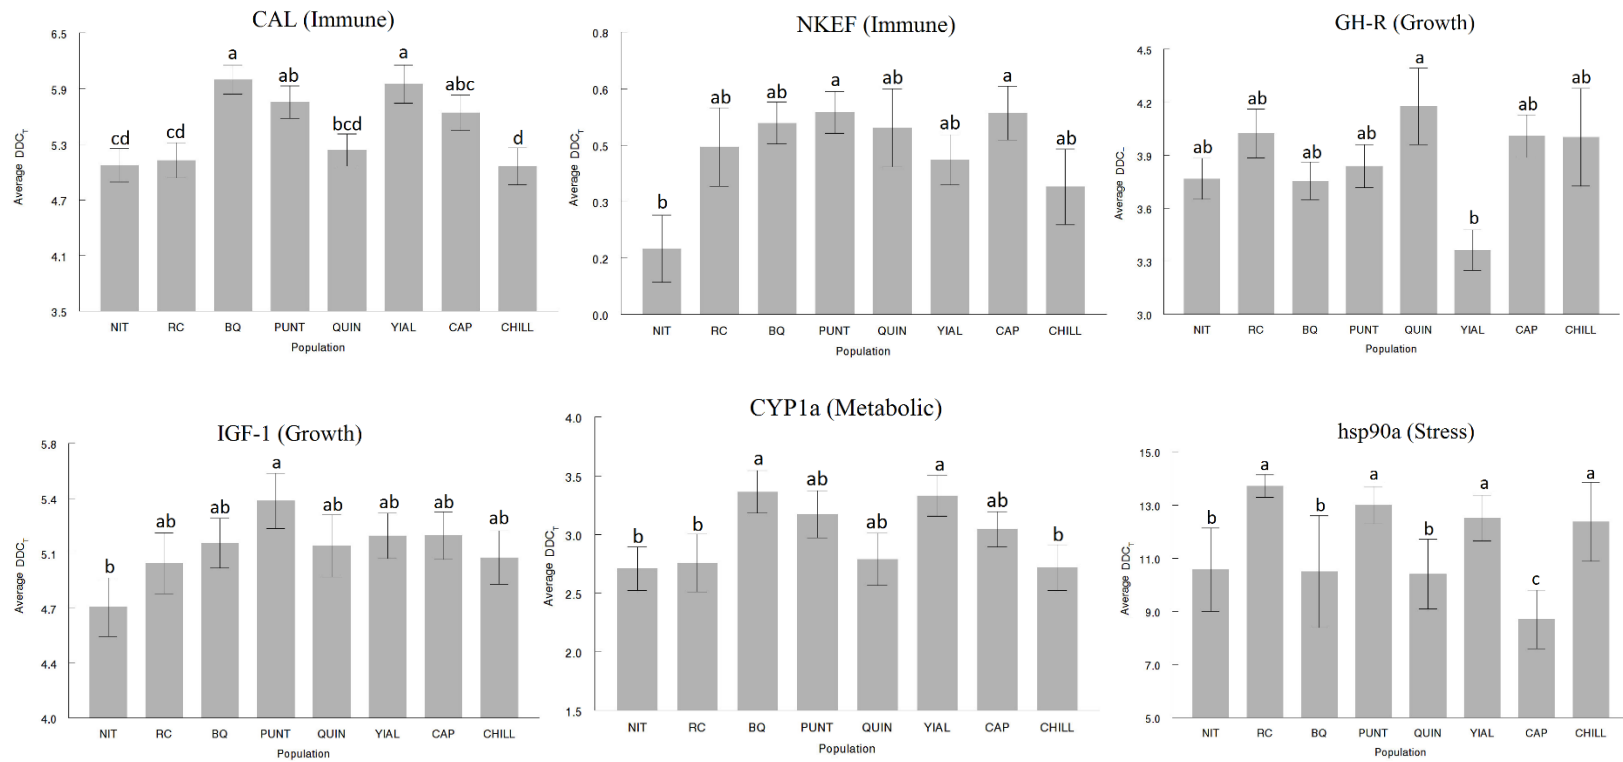 CAL (Immune)
6.5
5.9
5.3
4.7
4.1
3.5
Average DDC_T
cd
cd
a
ab
bcd
a
abc
d
NIT RC BQ PUNT QUIN YIAL CAP CHILL
Population
NKEF (Immune)
0.8
0.6
0.5
0.3
0.2
0.0
Average DDC_T
b
ab
ab
a
ab
ab
a
ab
NIT RC BQ PUNT QUIN YIAL CAP CHILL
Population
GH-R (Growth)
4.5
4.2
3.9
3.6
3.3
3.0
Average DDC_T
ab
ab
ab
ab
a
b
ab
ab
NIT RC BQ PUNT QUIN YIAL CAP CHILL
Population
IGF-1 (Growth)
5.8
5.4
5.1
4.7
4.4
4.0
Average DDC_T
b
ab
ab
a
ab
ab
ab
ab
NIT RC BQ PUNT QUIN YIAL CAP CHILL
Population
CYP1a (Metabolic)
4.0
3.5
3.0
2.5
2.0
1.5
Average DDC_T
b
b
a
ab
ab
a
ab
b
NIT RC BQ PUNT QUIN YIAL CAP CHILL
Population
hsp90a (Stress)
15.0
13.0
11.0
9.0
7.0
5.0
Average DDC_T
b
a
b
a
b
a
c
a
NIT RC BQ PUNT QUIN YIAL CAP CHILL
Population